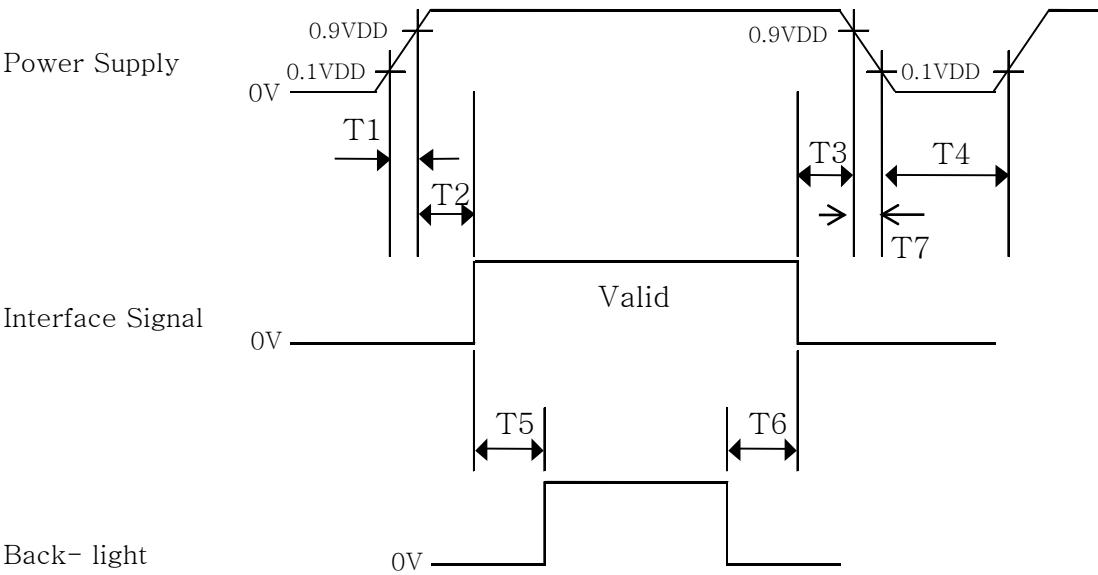 0.9VDD
0.9VDD
Power Supply
0.1VDD
0.1VDD
0V
T1
T3
T4
T2
T7
Valid
Interface Signal
0V
T5
T6
Back- light
0V